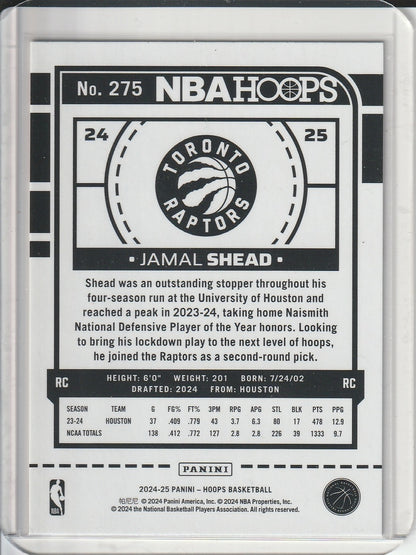 No. 275 NBA HOOPS
24 25
TORONTO
RAPTORS
• JAMAL SHEAD •
Shead was an outstanding stopper throughout his
four-season run at the University of Houston and
reached a peak in 2023-24, taking home Naismith
National Defensive Player of the Year honors. Looking
to bring his lockdown play to the next level of hoops,
he joined the Raptors as a second-round pick.
RC HEIGHT: 6'0" WEIGHT: 201 BORN: 7/24/02 RC
DRAFTED: 2024 FROM: HOUSTON
SEASON TEAM G FG% FT% 3PM RPG APG STL BLK PTS PPG
23-24 HOUSTON 37 .409 .779 43 3.7 6.3 80 17 478 12.9
NCAA TOTALS 138 .412 .772 127 2.8 2.8 226 39 1333 9.7
PANINI
2024-25 PANINI – HOOPS BASKETBALL
帕尼尼 © 2024 Panini America, Inc. © 2024 NBA Properties, Inc.
© 2024 the National Basketball Players Association. All rights reserved.
NBA